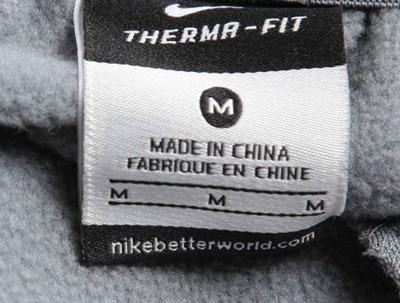 THERMA-FIT
M
MADE IN CHINA
FABRIQUE EN CHINE
M M M
nikebetterworld.com